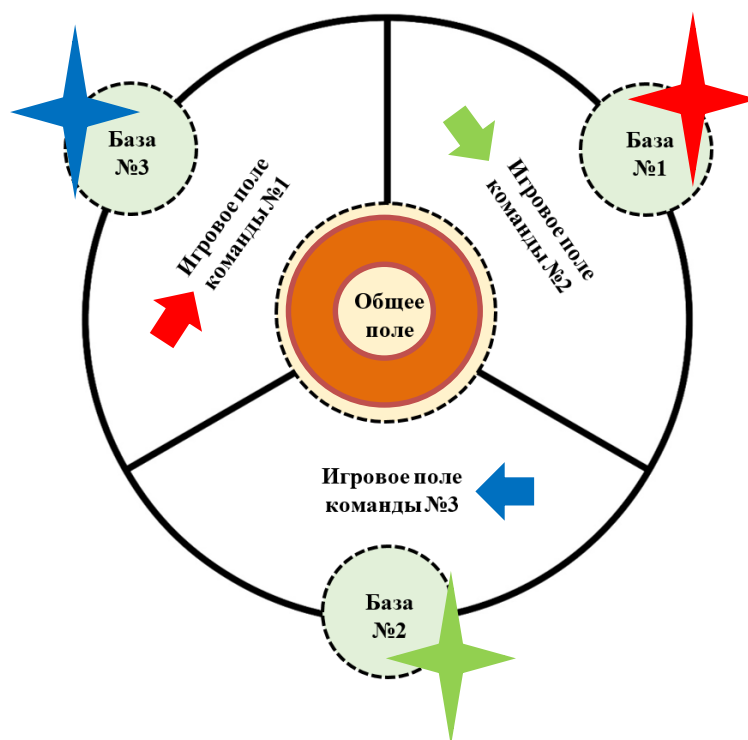 База
№3
База
№1
Игровое поле
команды №1
Игровое поле
команды №2
Общее
поле
Игровое поле
команды №3
База
№2